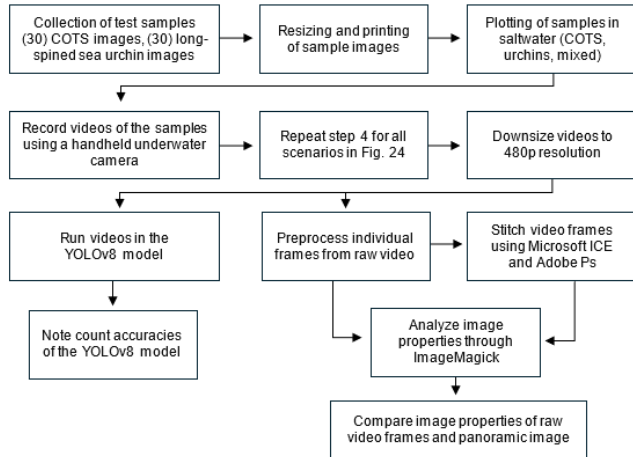 Collection of test samples
(30) COTS images, (30) long-
spined sea urchin images
Resizing and printing
of sample images
Plotting of samples in
saltwater (COTS,
urchins, mixed)
Record videos of the samples
using a handheld underwater
camera
Repeat step 4 for all
scenarios in Fig. 24
Downsize videos to
480p resolution
Run videos in the
YOLOv8 model
Preprocess individual
frames from raw video
Stitch video frames
using Microsoft ICE
and Adobe Ps
Note count accuracies
of the YOLOv8 model
Analyze image
properties through
ImageMagick
Compare image properties of raw
video frames and panoramic image